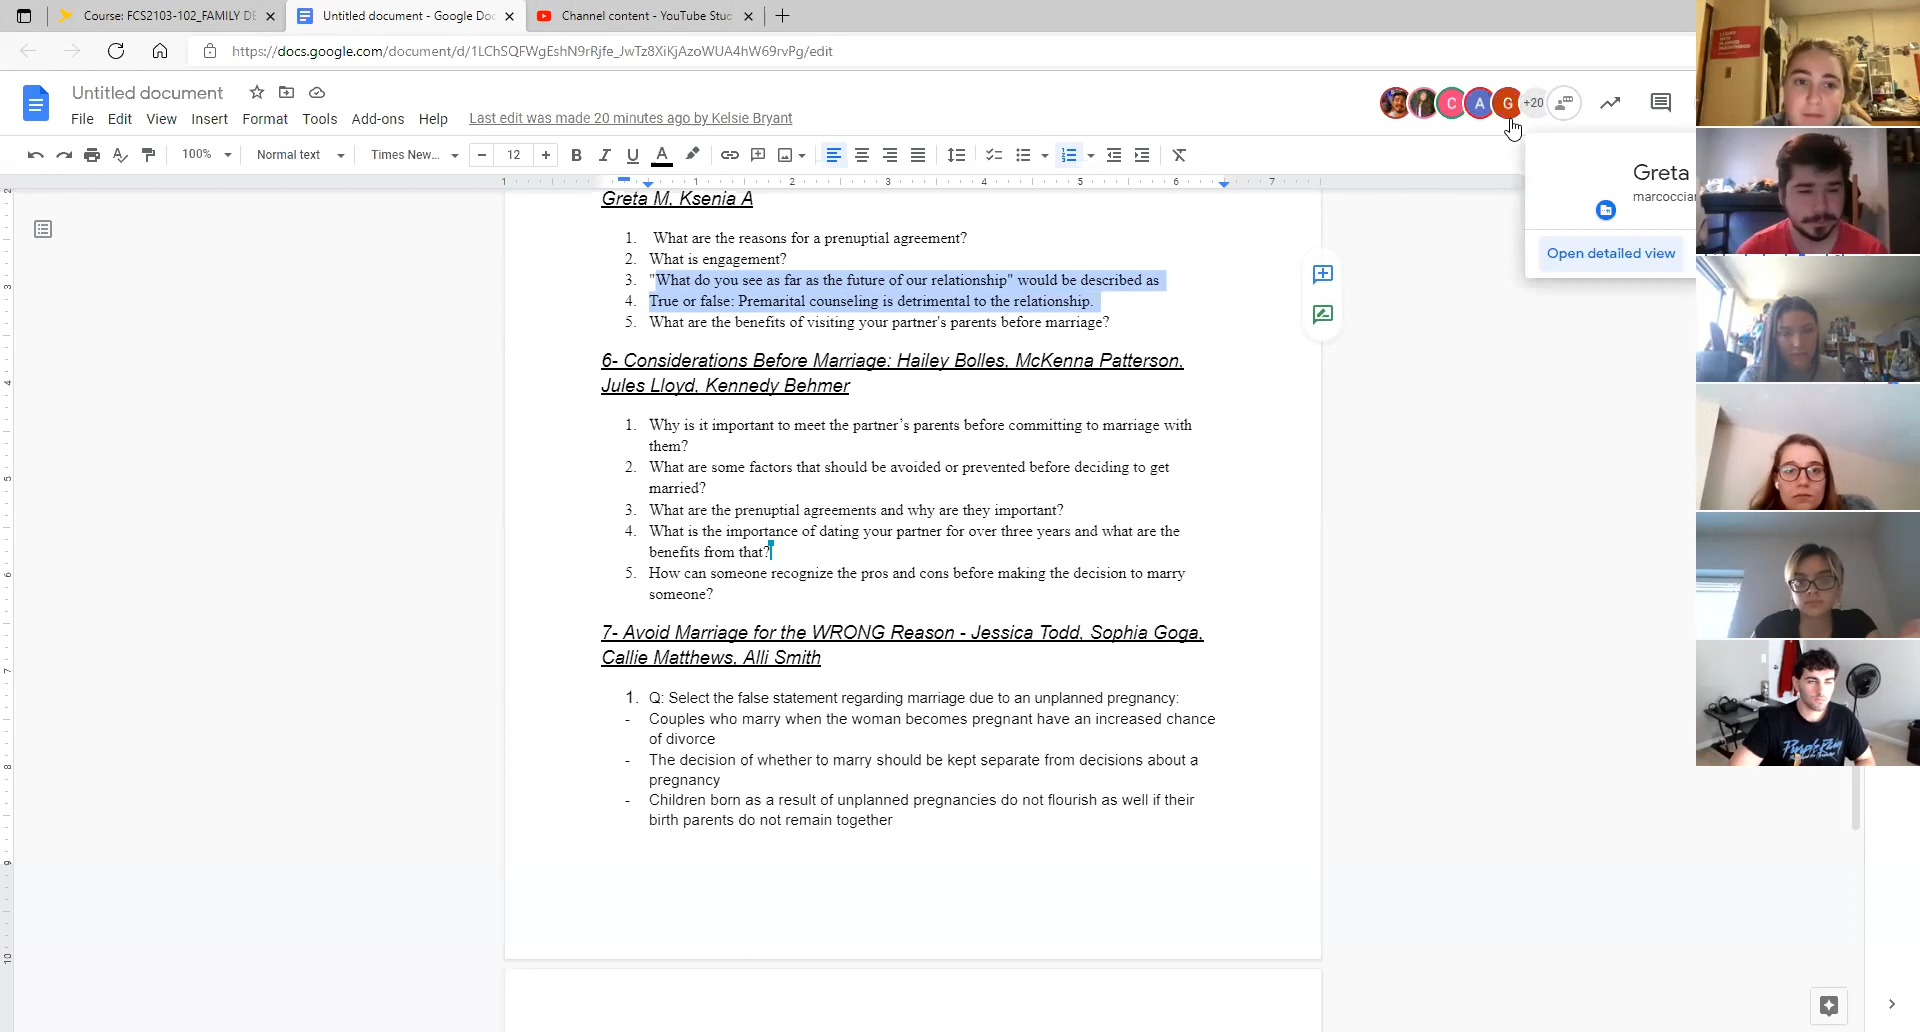 Course: FCS2103-102_FAMILY DE
Untitled document - Google Doc
Channel content - YouTube Stud
https://docs.google.com/document/d/1LChSQFWgEshN9rRjfe_JwTz8XiKjAzoWUA4hW69rvPg/edit
Untitled document
File Edit View Insert Format Tools Add-ons Help Last edit was made 20 minutes ago by Kelsie Bryant
C A G +20
100% Normal text Times New... 12
B I U A
1 1 2 3 4 5 6 7
Greta
marcocciar
Open detailed view
Greta M, Ksenia A
1. What are the reasons for a prenuptial agreement?
2. What is engagement?
3. "What do you see as far as the future of our relationship" would be described as
4. True or false: Premarital counseling is detrimental to the relationship.
5. What are the benefits of visiting your partner's parents before marriage?
6- Considerations Before Marriage: Hailey Bolles, McKenna Patterson,
Jules Lloyd, Kennedy Behmer
1. Why is it important to meet the partner’s parents before committing to marriage with
them?
2. What are some factors that should be avoided or prevented before deciding to get
married?
3. What are the prenuptial agreements and why are they important?
4. What is the importance of dating your partner for over three years and what are the
benefits from that?
5. How can someone recognize the pros and cons before making the decision to marry
someone?
7- Avoid Marriage for the WRONG Reason - Jessica Todd, Sophia Goga,
Callie Matthews, Alli Smith
1. Q: Select the false statement regarding marriage due to an unplanned pregnancy:
- Couples who marry when the woman becomes pregnant have an increased chance
of divorce
- The decision of whether to marry should be kept separate from decisions about a
pregnancy
- Children born as a result of unplanned pregnancies do not flourish as well if their
birth parents do not remain together
Purple Rain